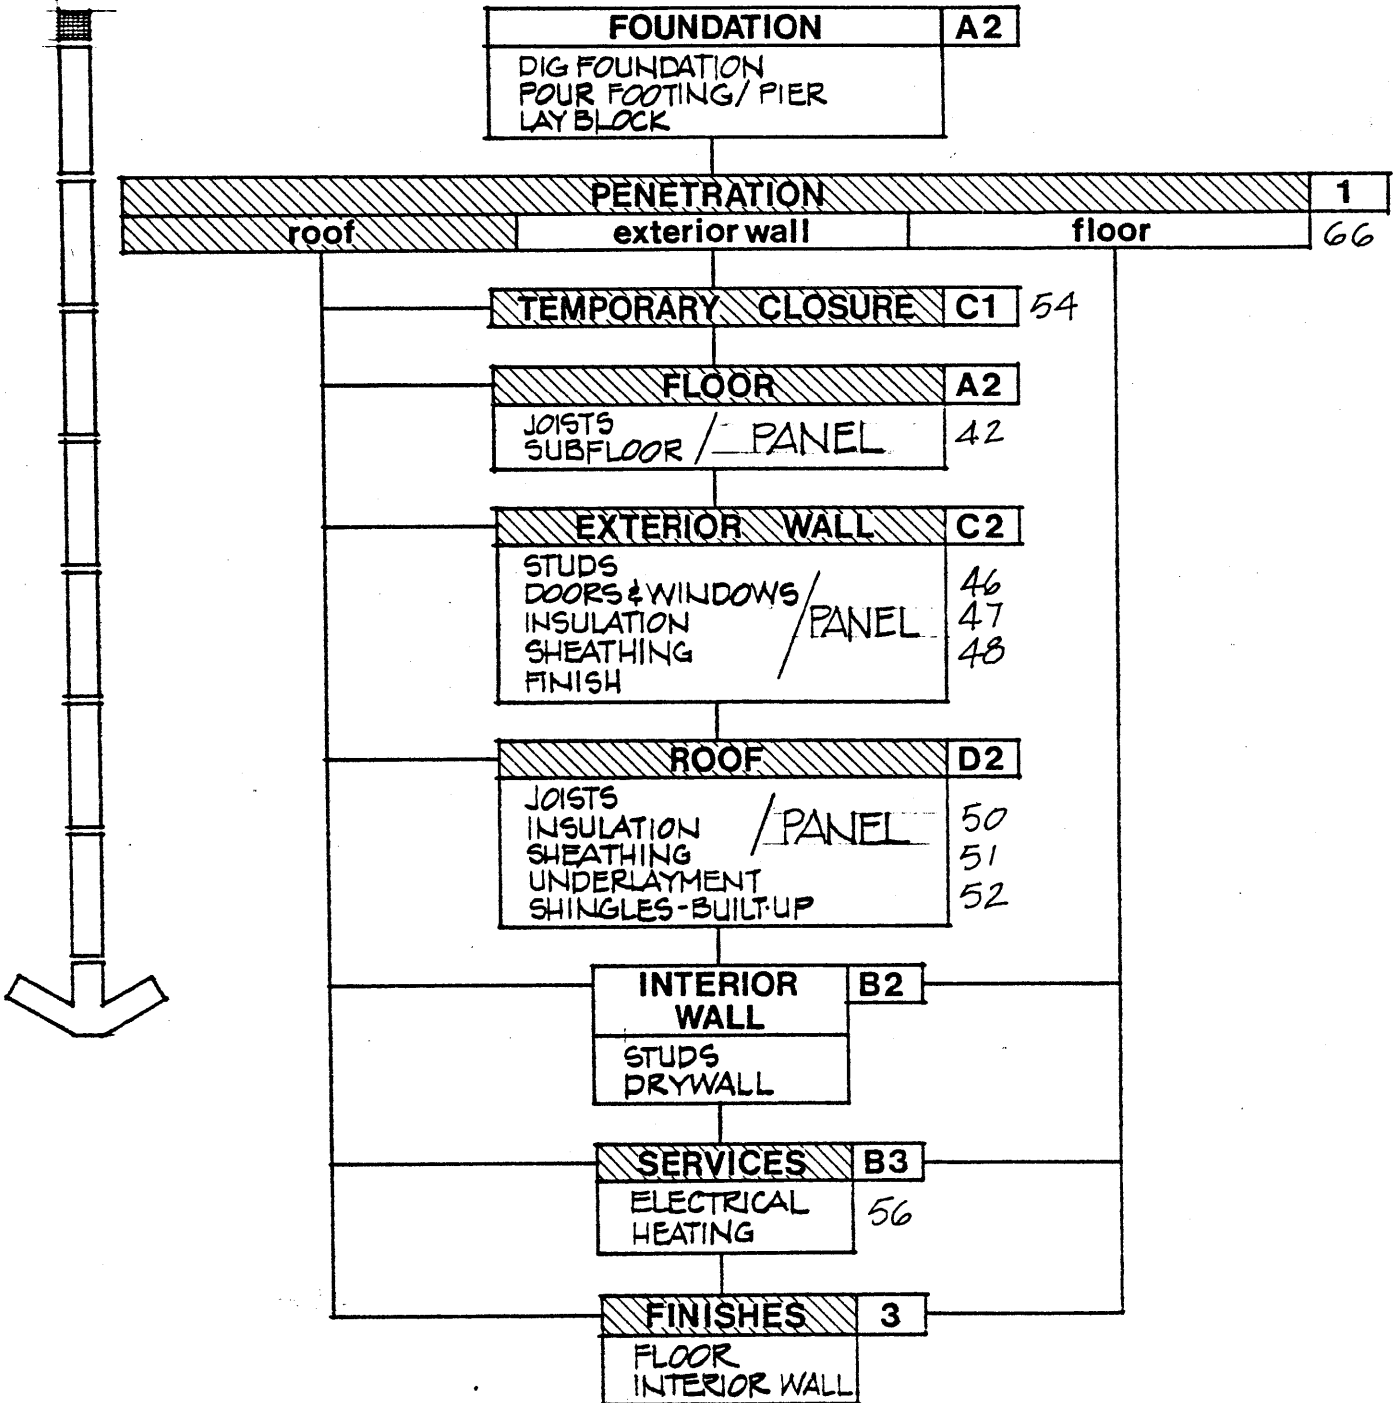 FOUNDATION A2
DIG FOUNDATION
POUR FOOTING/ PIER
LAY BLOCK
PENETRATION 1
roof exterior wall floor 66
TEMPORARY CLOSURE C1 54
FLOOR A2
JOISTS
SUBFLOOR / PANEL 42
EXTERIOR WALL C2
STUDS
DOORS & WINDOWS 46
INSULATION / PANEL 47
SHEATHING 48
FINISH
ROOF D2
JOISTS
INSULATION / PANEL 50
SHEATHING 51
UNDERLAYMENT 52
SHINGLES-BUILT-UP
INTERIOR B2
WALL
STUDS
DRYWALL
SERVICES B3
ELECTRICAL 56
HEATING
FINISHES 3
FLOOR
INTERIOR WALL